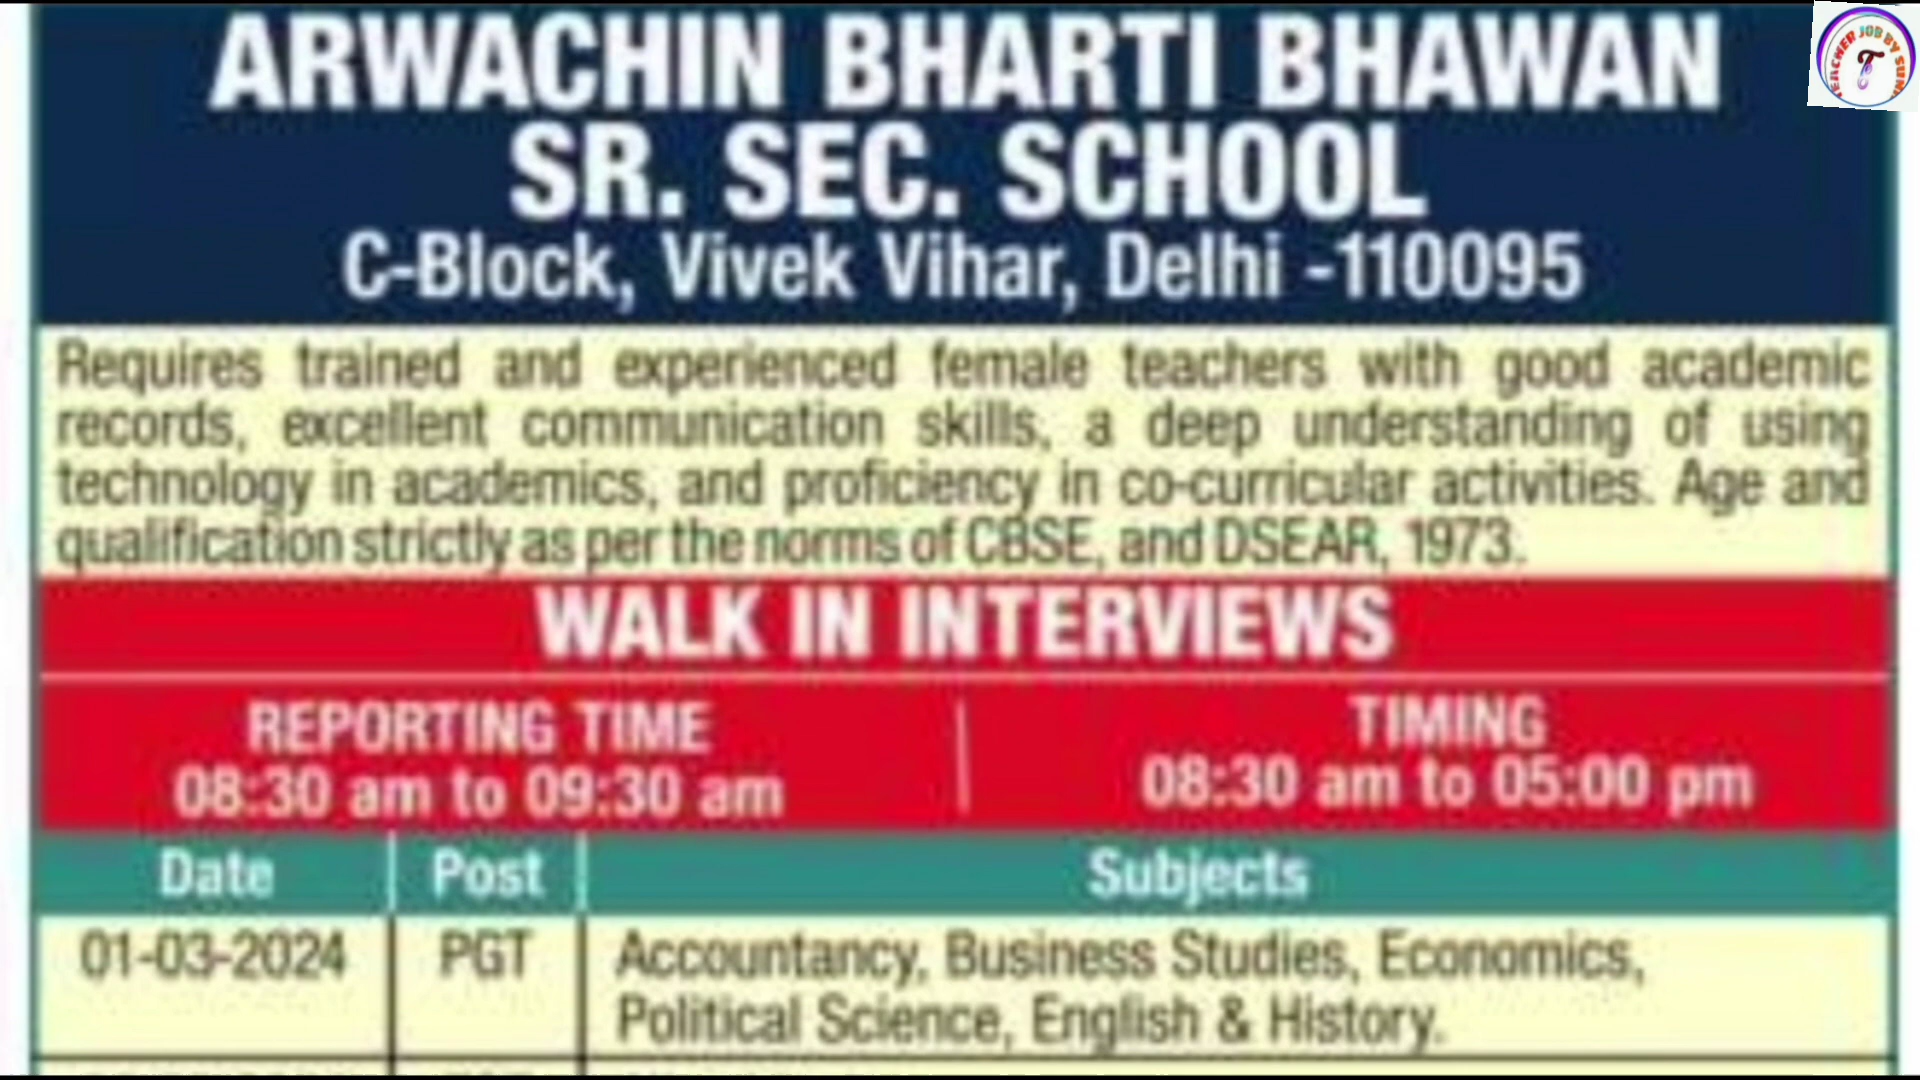 ARWACHIN BHARTI BHAWAN
SR. SEC. SCHOOL
C-Block, Vivek Vihar, Delhi -110095
Requires trained and experienced female teachers with good academic
records, excellent communication skills, a deep understanding of using
technology in academics, and proficiency in co-curricular activities. Age and
qualification strictly as per the norms of CBSE, and DSEAR, 1973.
WALK IN INTERVIEWS
REPORTING TIME
08:30 am to 09:30 am
TIMING
08:30 am to 05:00 pm
Date Post Subjects
01-03-2024 PGT Accountancy, Business Studies, Economics,
Political Science, English & History.
TEACHER JOB BY
T